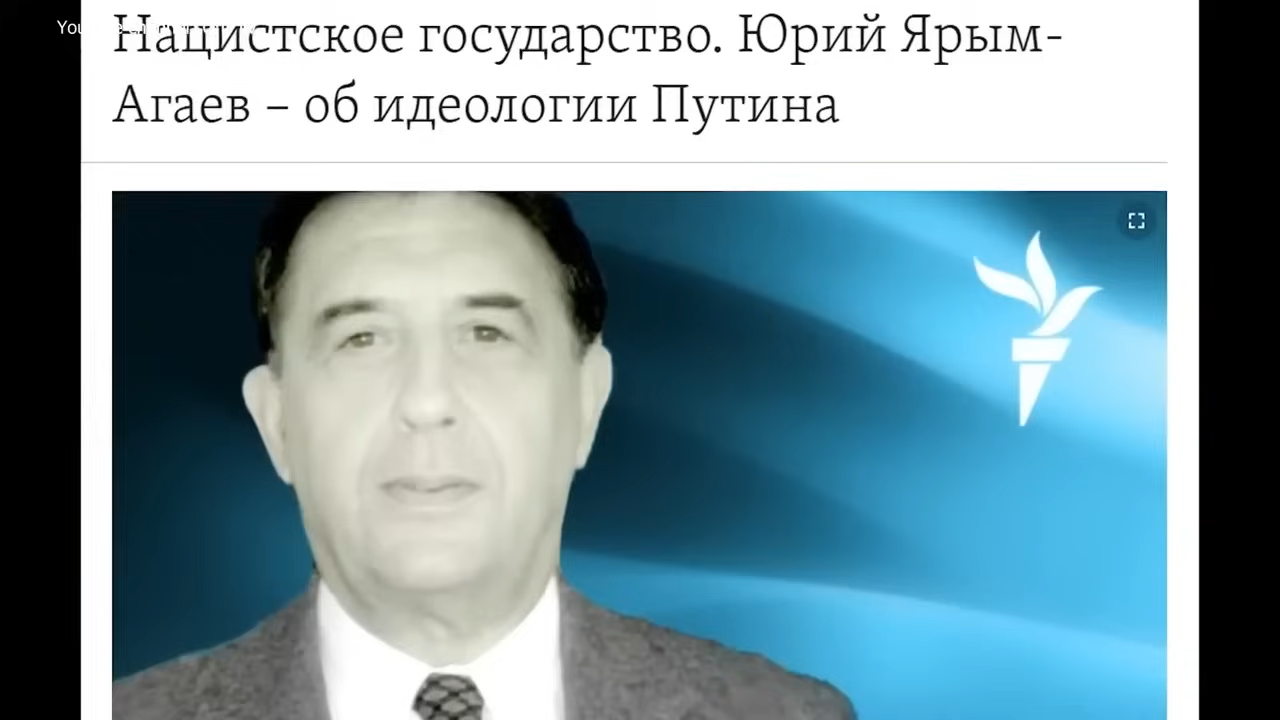 Нацистское государство. Юрий Ярым-
Агаев – об идеологии Путина